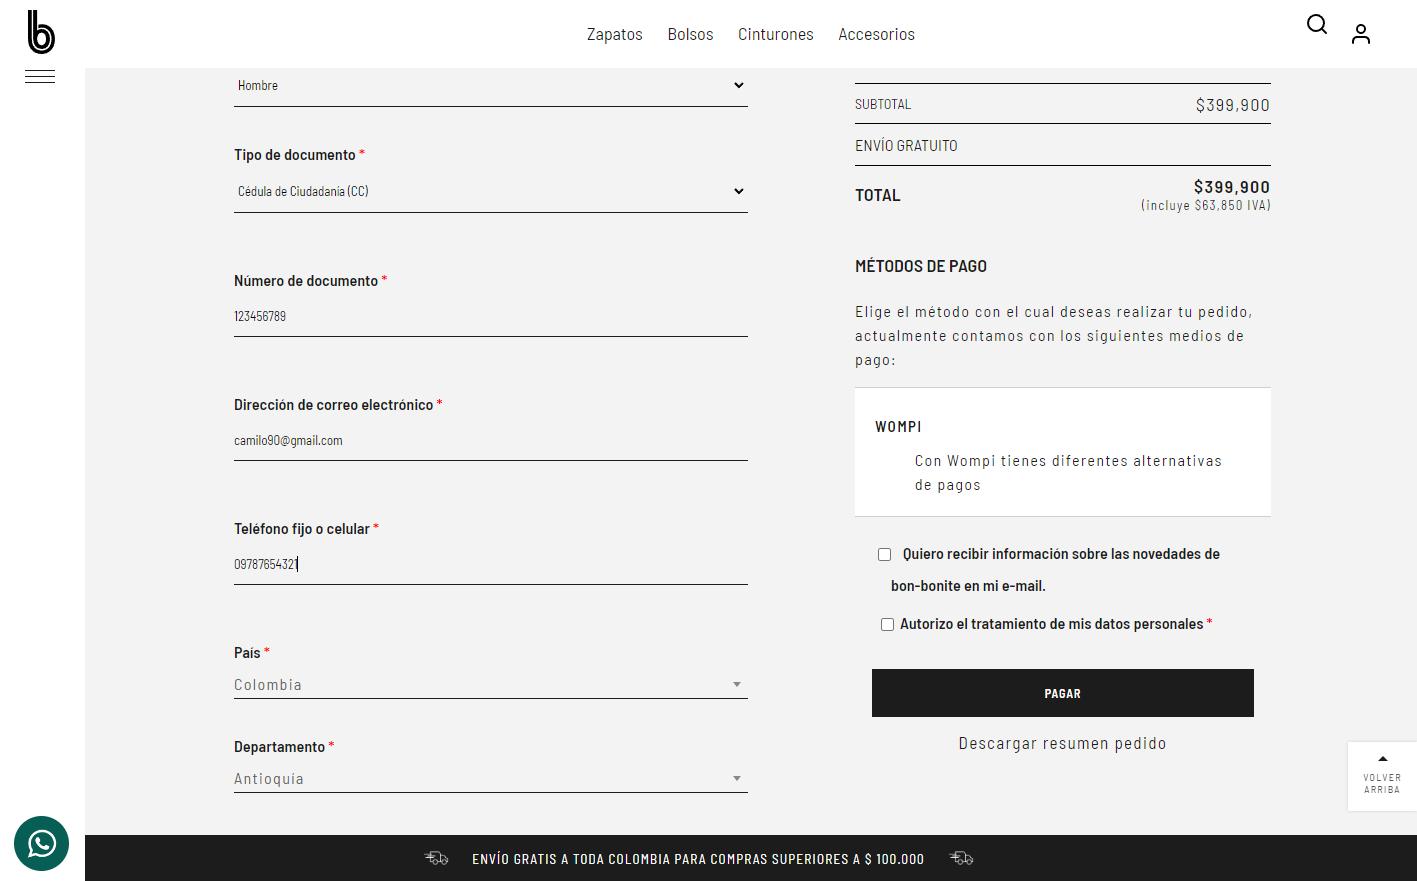 b
Zapatos Bolsos Cinturones Accesorios
Hombre
Tipo de documento *
Cédula de Ciudadanía (CC)
Número de documento *
123456789
Dirección de correo electrónico *
camilo90@gmail.com
Teléfono fijo o celular *
09787654321
País *
Colombia
Departamento *
Antioquía
SUBTOTAL $399,900
ENVÍO GRATUITO
TOTAL $399,900
(incluye $63,850 IVA)
MÉTODOS DE PAGO
Elige el método con el cual deseas realizar tu pedido,
actualmente contamos con los siguientes medios de
pago:
WOMPI
Con Wompi tienes diferentes alternativas
de pagos
Quiero recibir información sobre las novedades de
bon-bonite en mi e-mail.
Autorizo el tratamiento de mis datos personales *
PAGAR
Descargar resumen pedido
VOLVER
ARRIBA
ENVÍO GRATIS A TODA COLOMBIA PARA COMPRAS SUPERIORES A $ 100.000